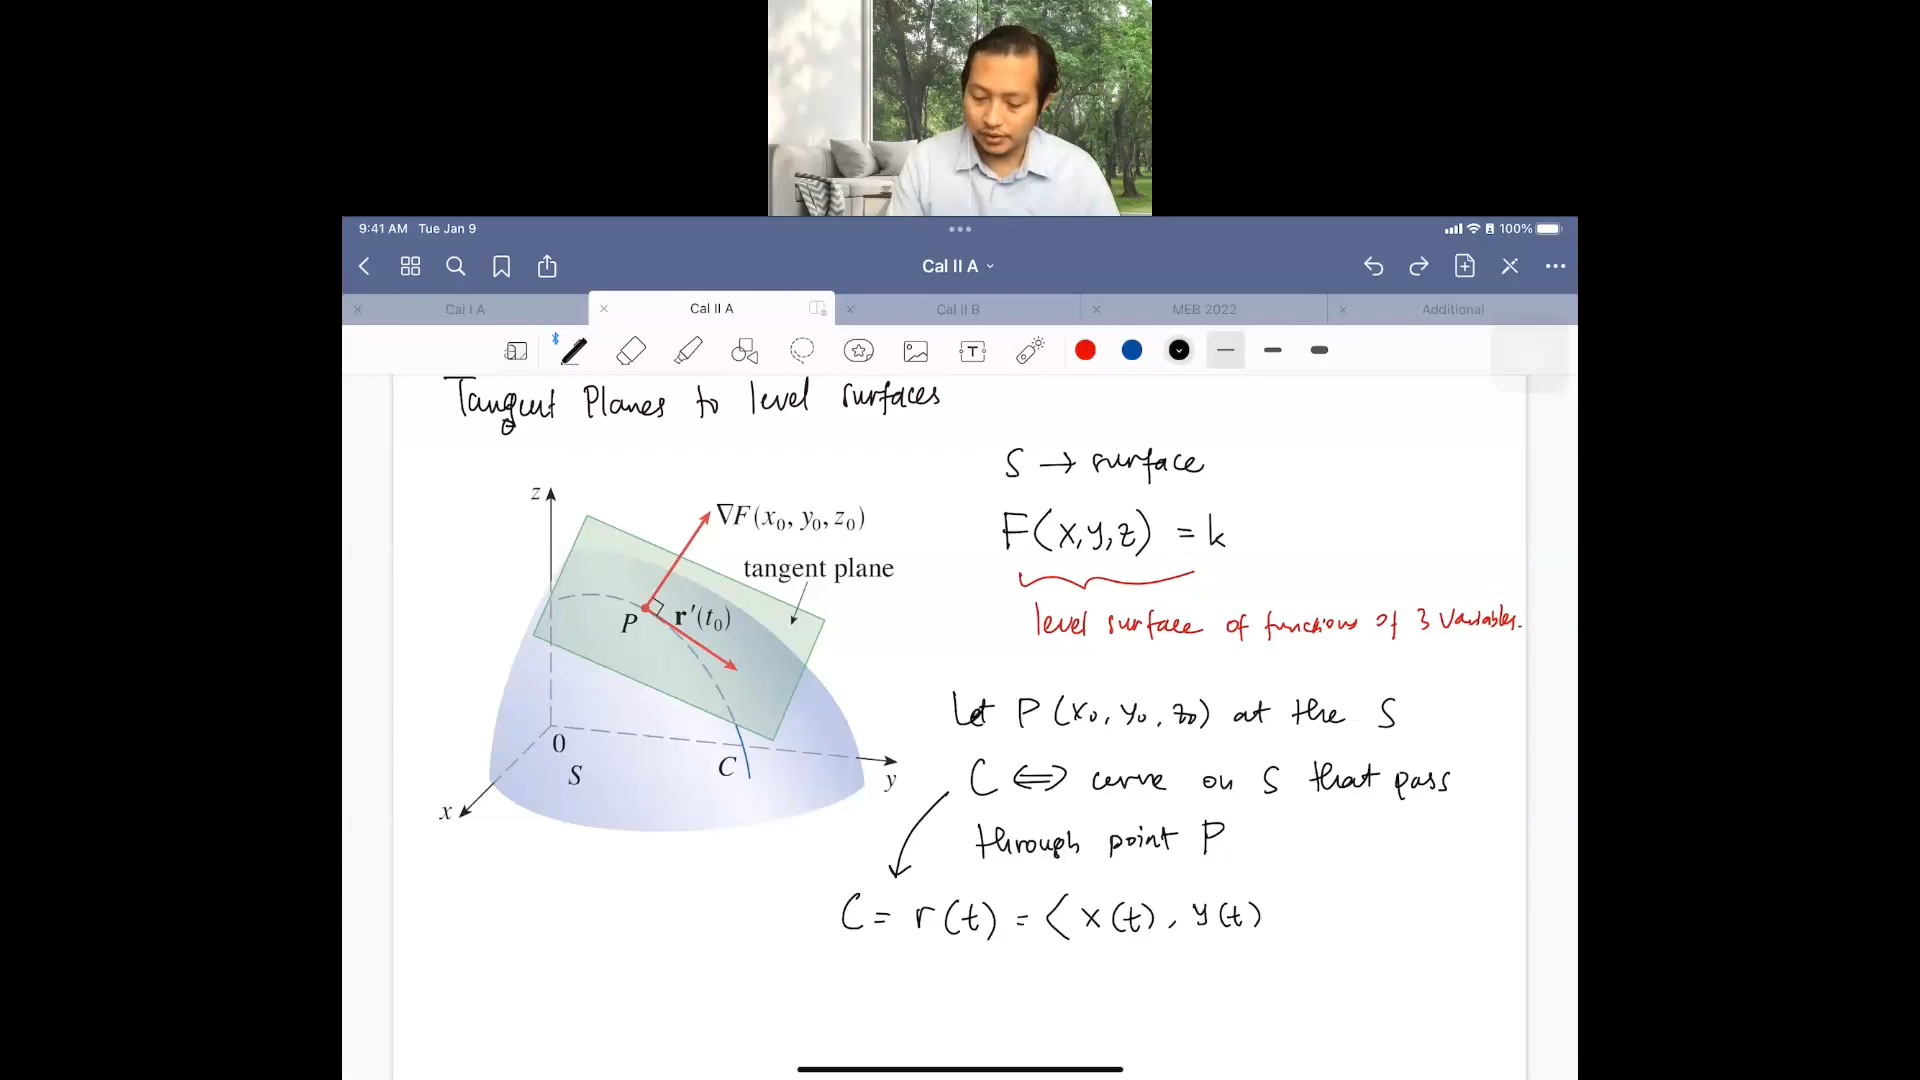 9:41 AM Tue Jan 9
100%
Cal II A
Cal I A
Cal II A
Cal II B
MEB 2022
Additional
Tangent Planes to level surfaces
S → surface
F(x,y,z) = k
level surface of functions of 3 variables.
z
∇F(x₀, y₀, z₀)
tangent plane
P
r′(t₀)
0
S
C
y
x
Let P(x₀, y₀, z₀) at the S
C ⟺ curve on S that pass
through point P
C = r(t) = ⟨x(t), y(t)